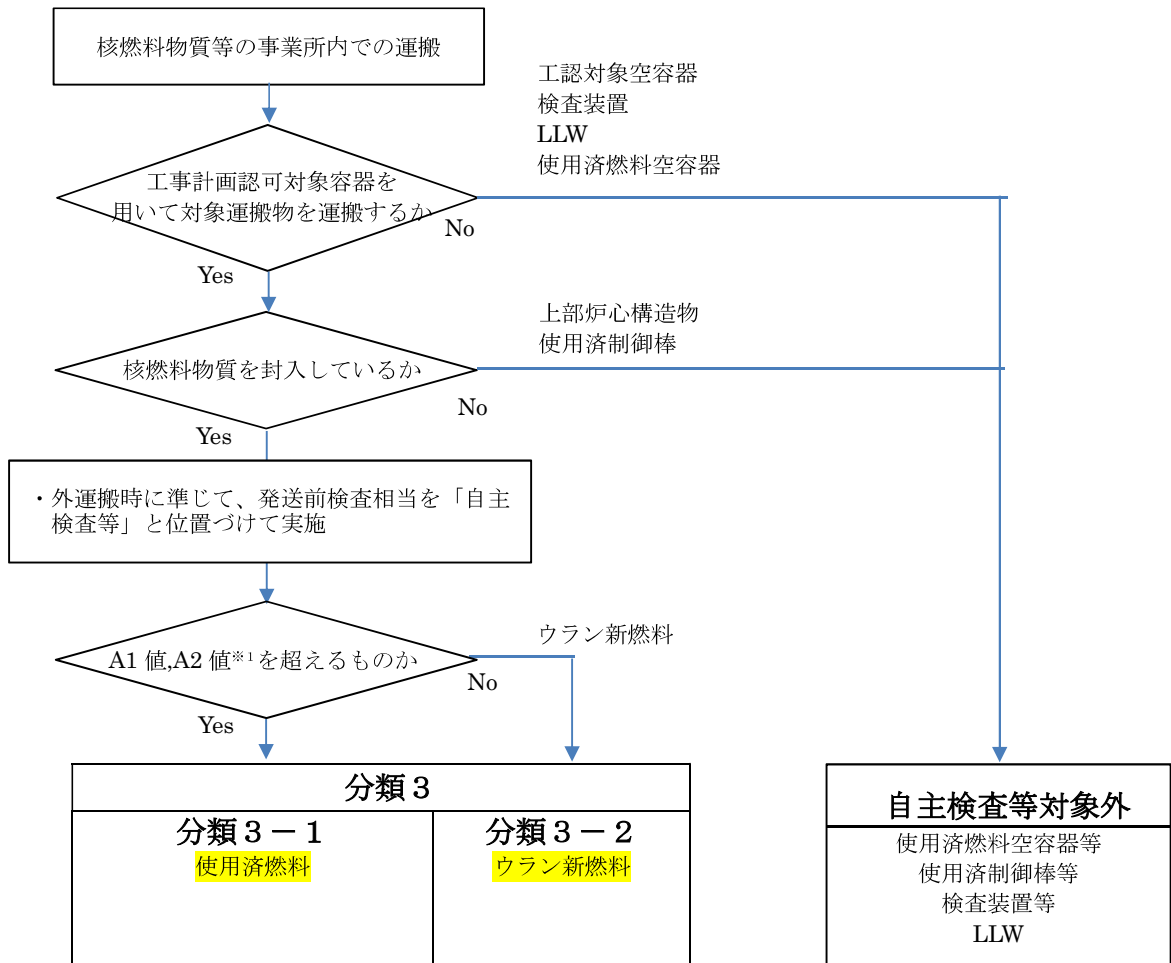 核燃料物質等の事業所内での運搬
工認対象空容器
検査装置
LLW
使用済燃料空容器
工事計画認可対象容器を
用いて対象運搬物を運搬するか
No
Yes
上部炉心構造物
使用済制御棒
核燃料物質を封入しているか
No
Yes
・外運搬時に準じて、発送前検査相当を「自主
検査等」と位置づけて実施
ウラン新燃料
A1 値,A2 値※1を超えるものか
No
Yes
分類３
分類３－１
使用済燃料
分類３－２
ウラン新燃料
自主検査等対象外
使用済燃料空容器等
使用済制御棒等
検査装置等
LLW